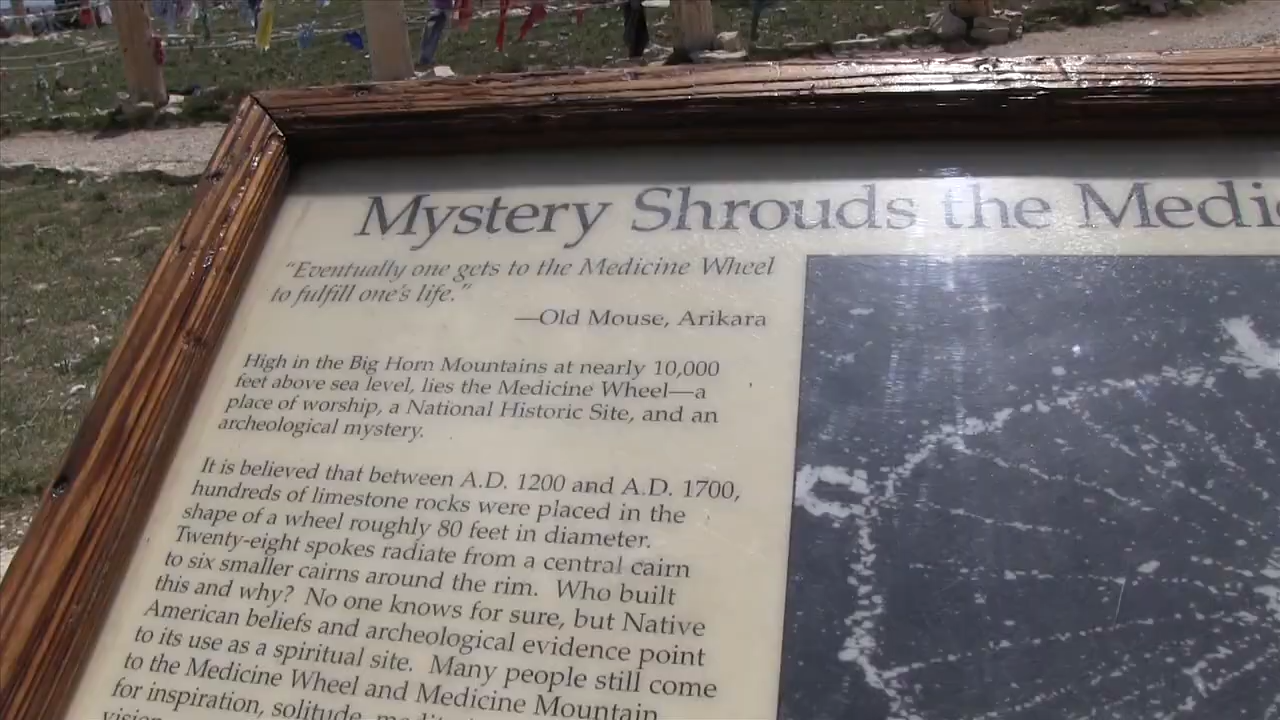 Mystery Shrouds the Medic
"Eventually one gets to the Medicine Wheel
to fulfill one's life."
—Old Mouse, Arikara
High in the Big Horn Mountains at nearly 10,000
feet above sea level, lies the Medicine Wheel—a
place of worship, a National Historic Site, and an
archeological mystery.
It is believed that between A.D. 1200 and A.D. 1700,
hundreds of limestone rocks were placed in the
shape of a wheel roughly 80 feet in diameter.
Twenty-eight spokes radiate from a central cairn
to six smaller cairns around the rim. Who built
this and why? No one knows for sure, but Native
American beliefs and archeological evidence point
to its use as a spiritual site. Many people still come
to the Medicine Wheel and Medicine Mountain
for inspiration, solitude,